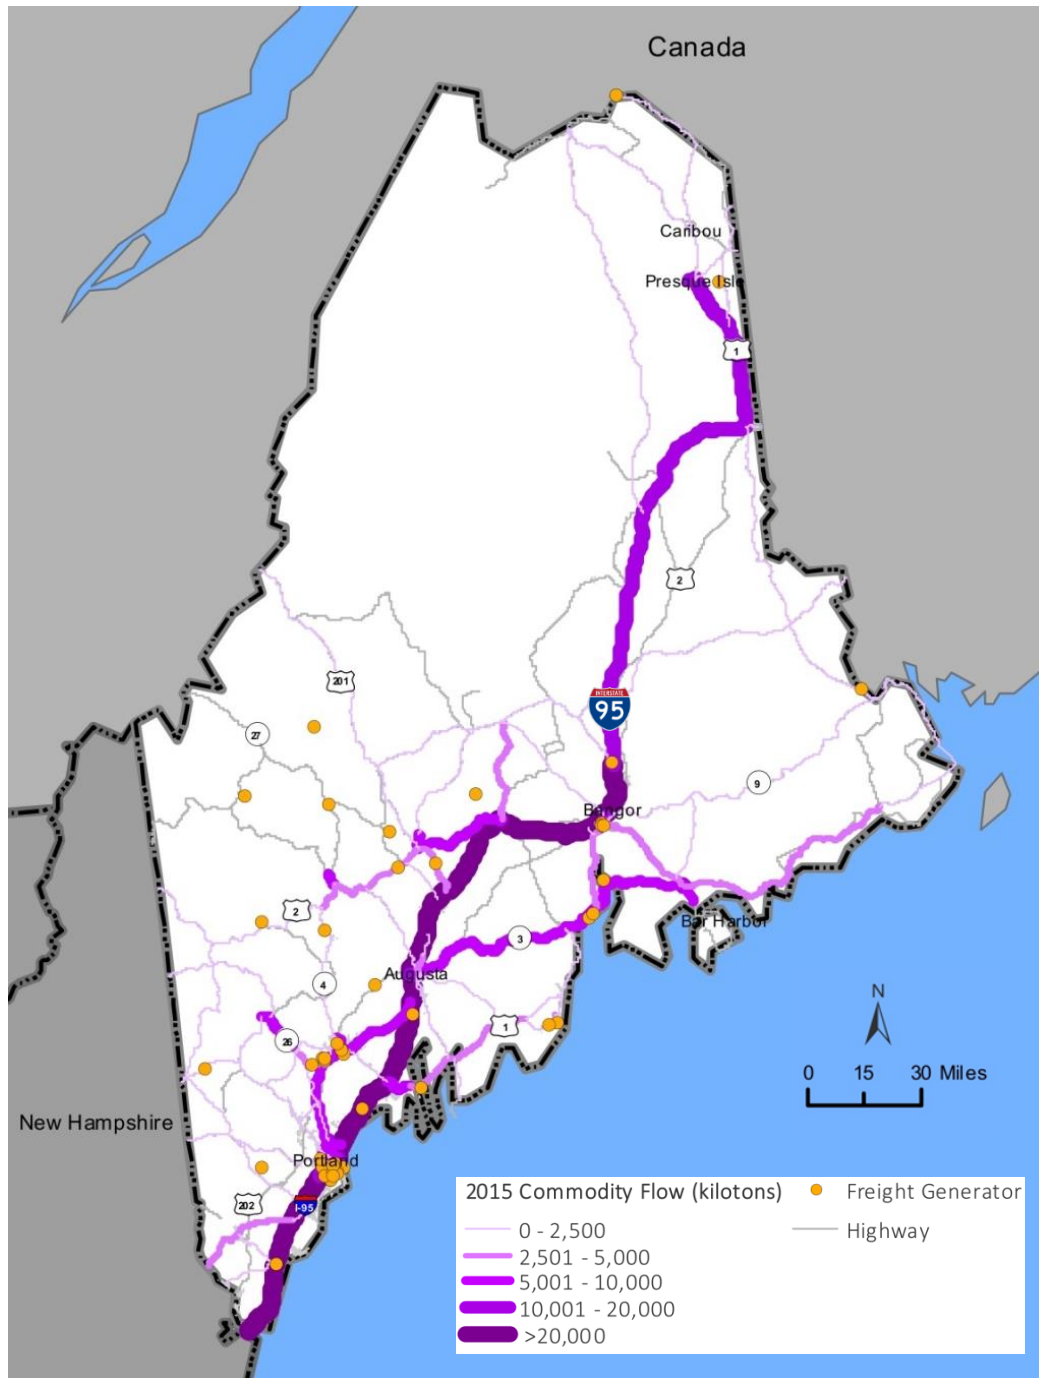 Canada
Caribou
Presque Isle
1
2
201
INTERSTATE
95
27
9
Bangor
2
Bar Harbor
3
Augusta
4
N
1
26
0 15 30 Miles
New Hampshire
Portland
202
I-95
2015 Commodity Flow (kilotons)
Freight Generator
0 - 2,500
Highway
2,501 - 5,000
5,001 - 10,000
10,001 - 20,000
>20,000